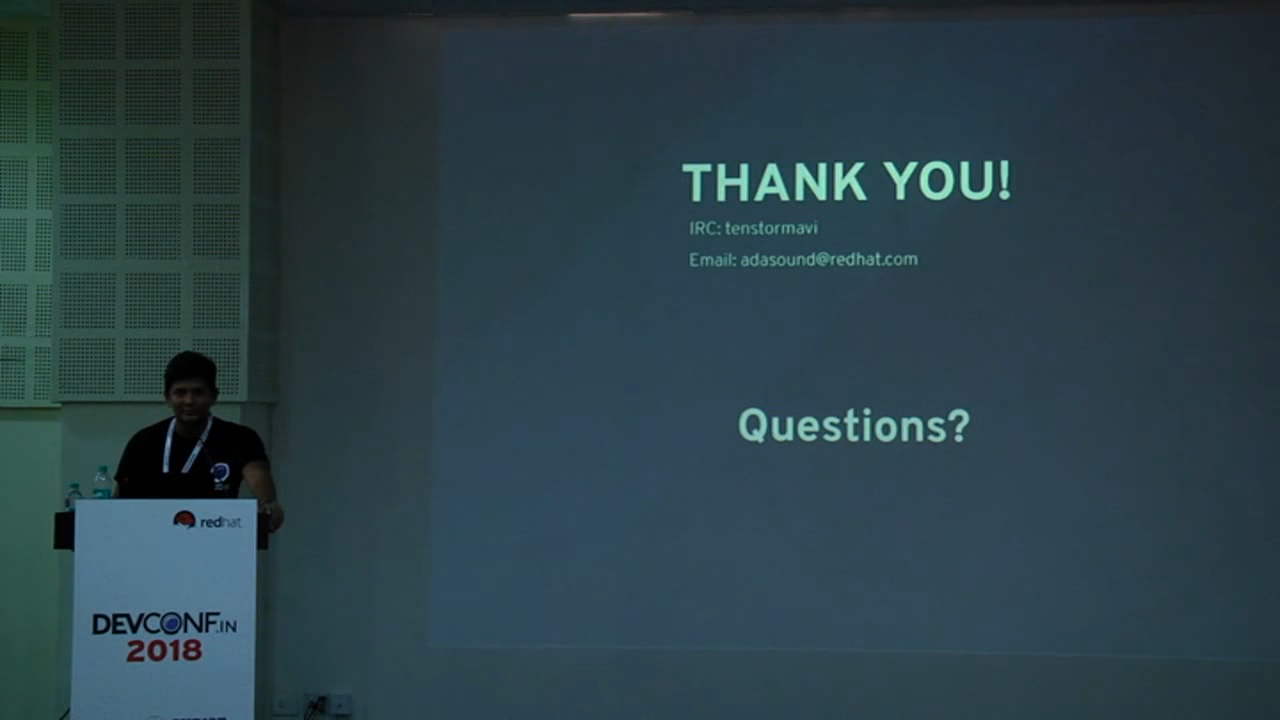 THANK YOU!
IRC: tenstormavi
Email: adasound@redhat.com
Questions?
redhat
DEVCONF.IN
2018